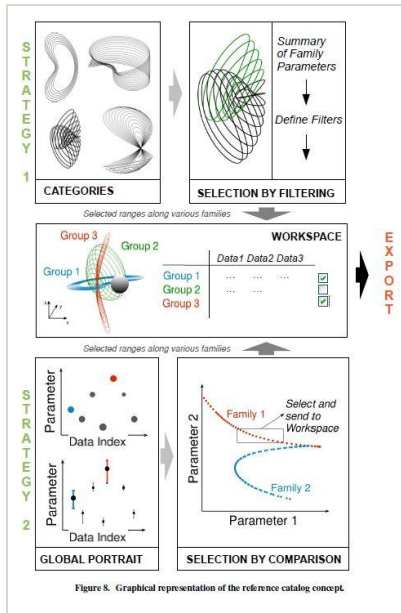 STRATEGY 1
CATEGORIES
Summary
of Family
Parameters
Define Filters
SELECTION BY FILTERING
Selected ranges along various families
Group 3
Group 2
Group 1
WORKSPACE
Data1 Data2 Data3
Group 1 ... ... ...
Group 2 ... ...
Group 3
EXPORT
Selected ranges along various families
STRATEGY 2
Parameter
Data Index
Parameter
Data Index
GLOBAL PORTRAIT
Parameter 2
Family 1
Select and
send to
Workspace
Family 2
Parameter 1
SELECTION BY COMPARISON
Figure 8. Graphical representation of the reference catalog concept.